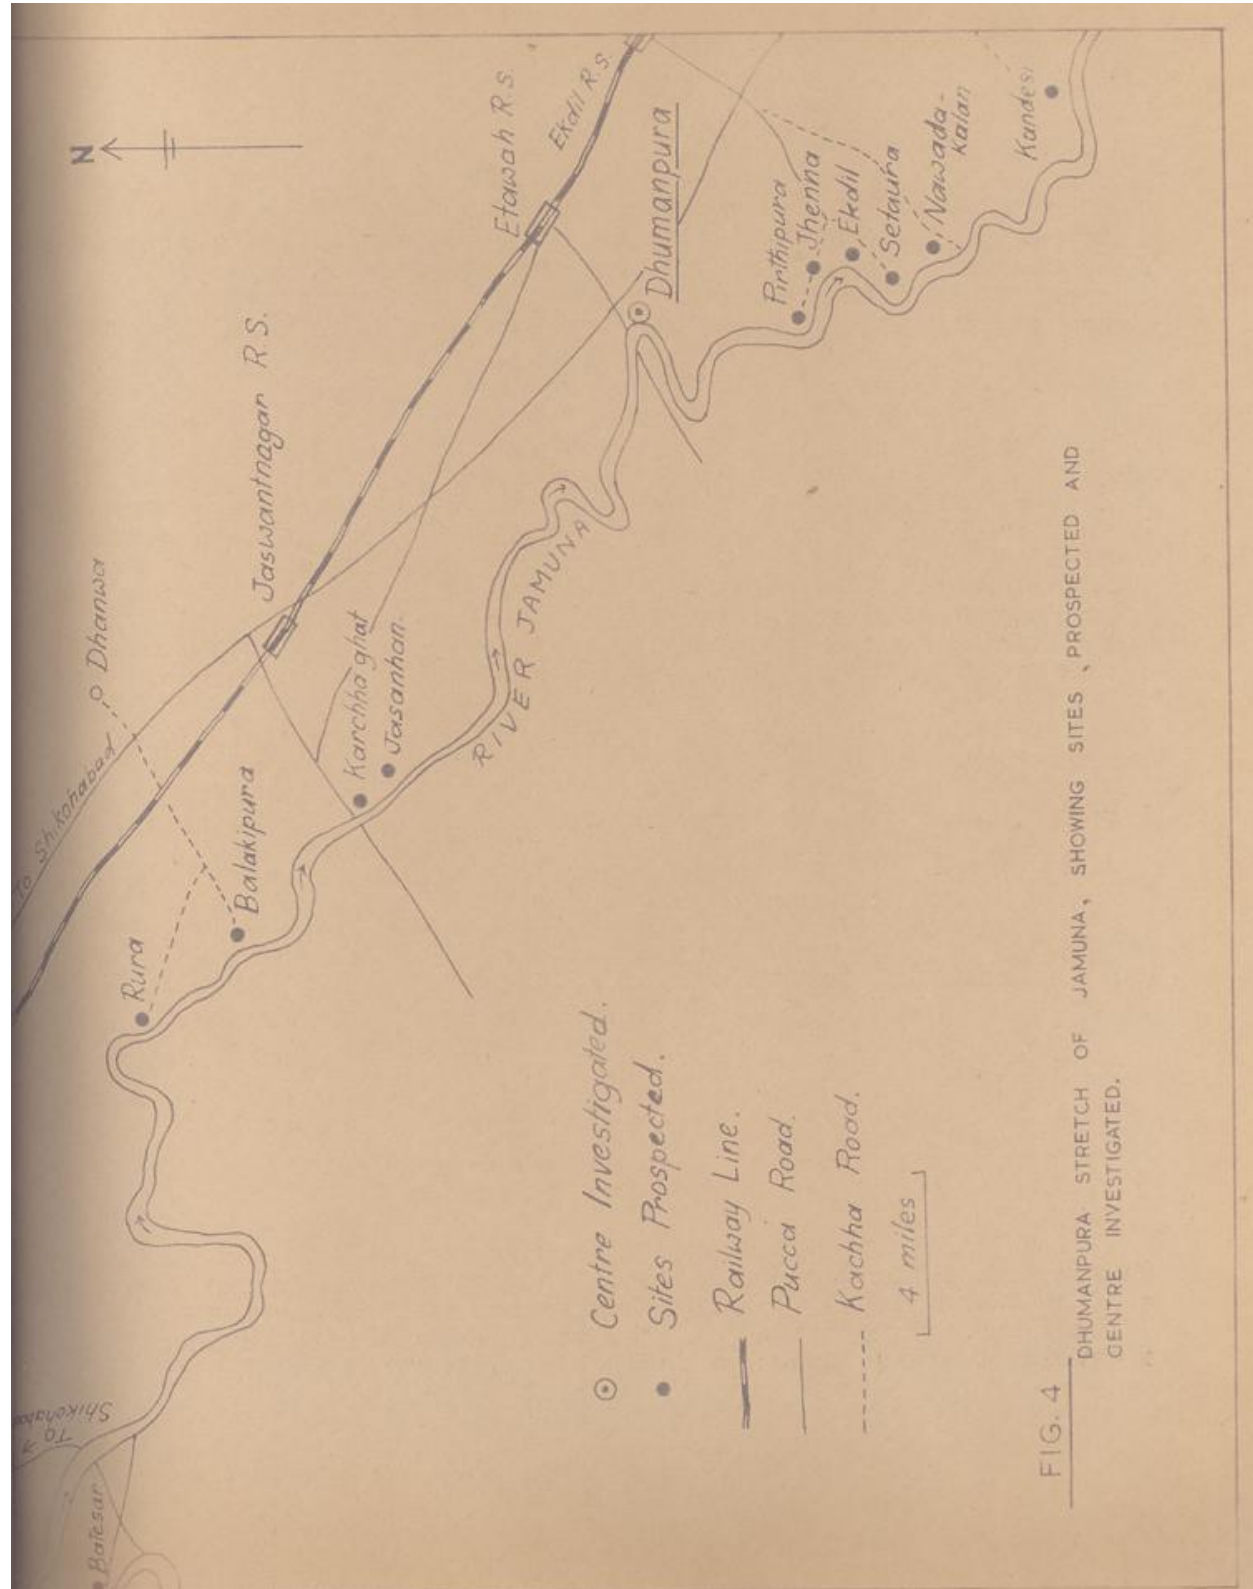 N
To Shikohabad
Batesar
To Shikohabad
Rura
Balakipura
Dhanwa
Jaswantnagar R.S.
Karchha ghat
Jasanhan.
RIVER JAMUNA
Etawah R.S.
Ekdil R.S.
Dhumanpura
Pirthipura
Jhenna
Ekdil
Setaura
Nawada-
Kalan
Kandesi
Centre Investigated.
Sites Prospected.
Railway Line.
Pucca Road.
Kachha Road.
4 miles
FIG. 4
DHUMANPURA STRETCH OF JAMUNA, SHOWING SITES, PROSPECTED AND
CENTRE INVESTIGATED.